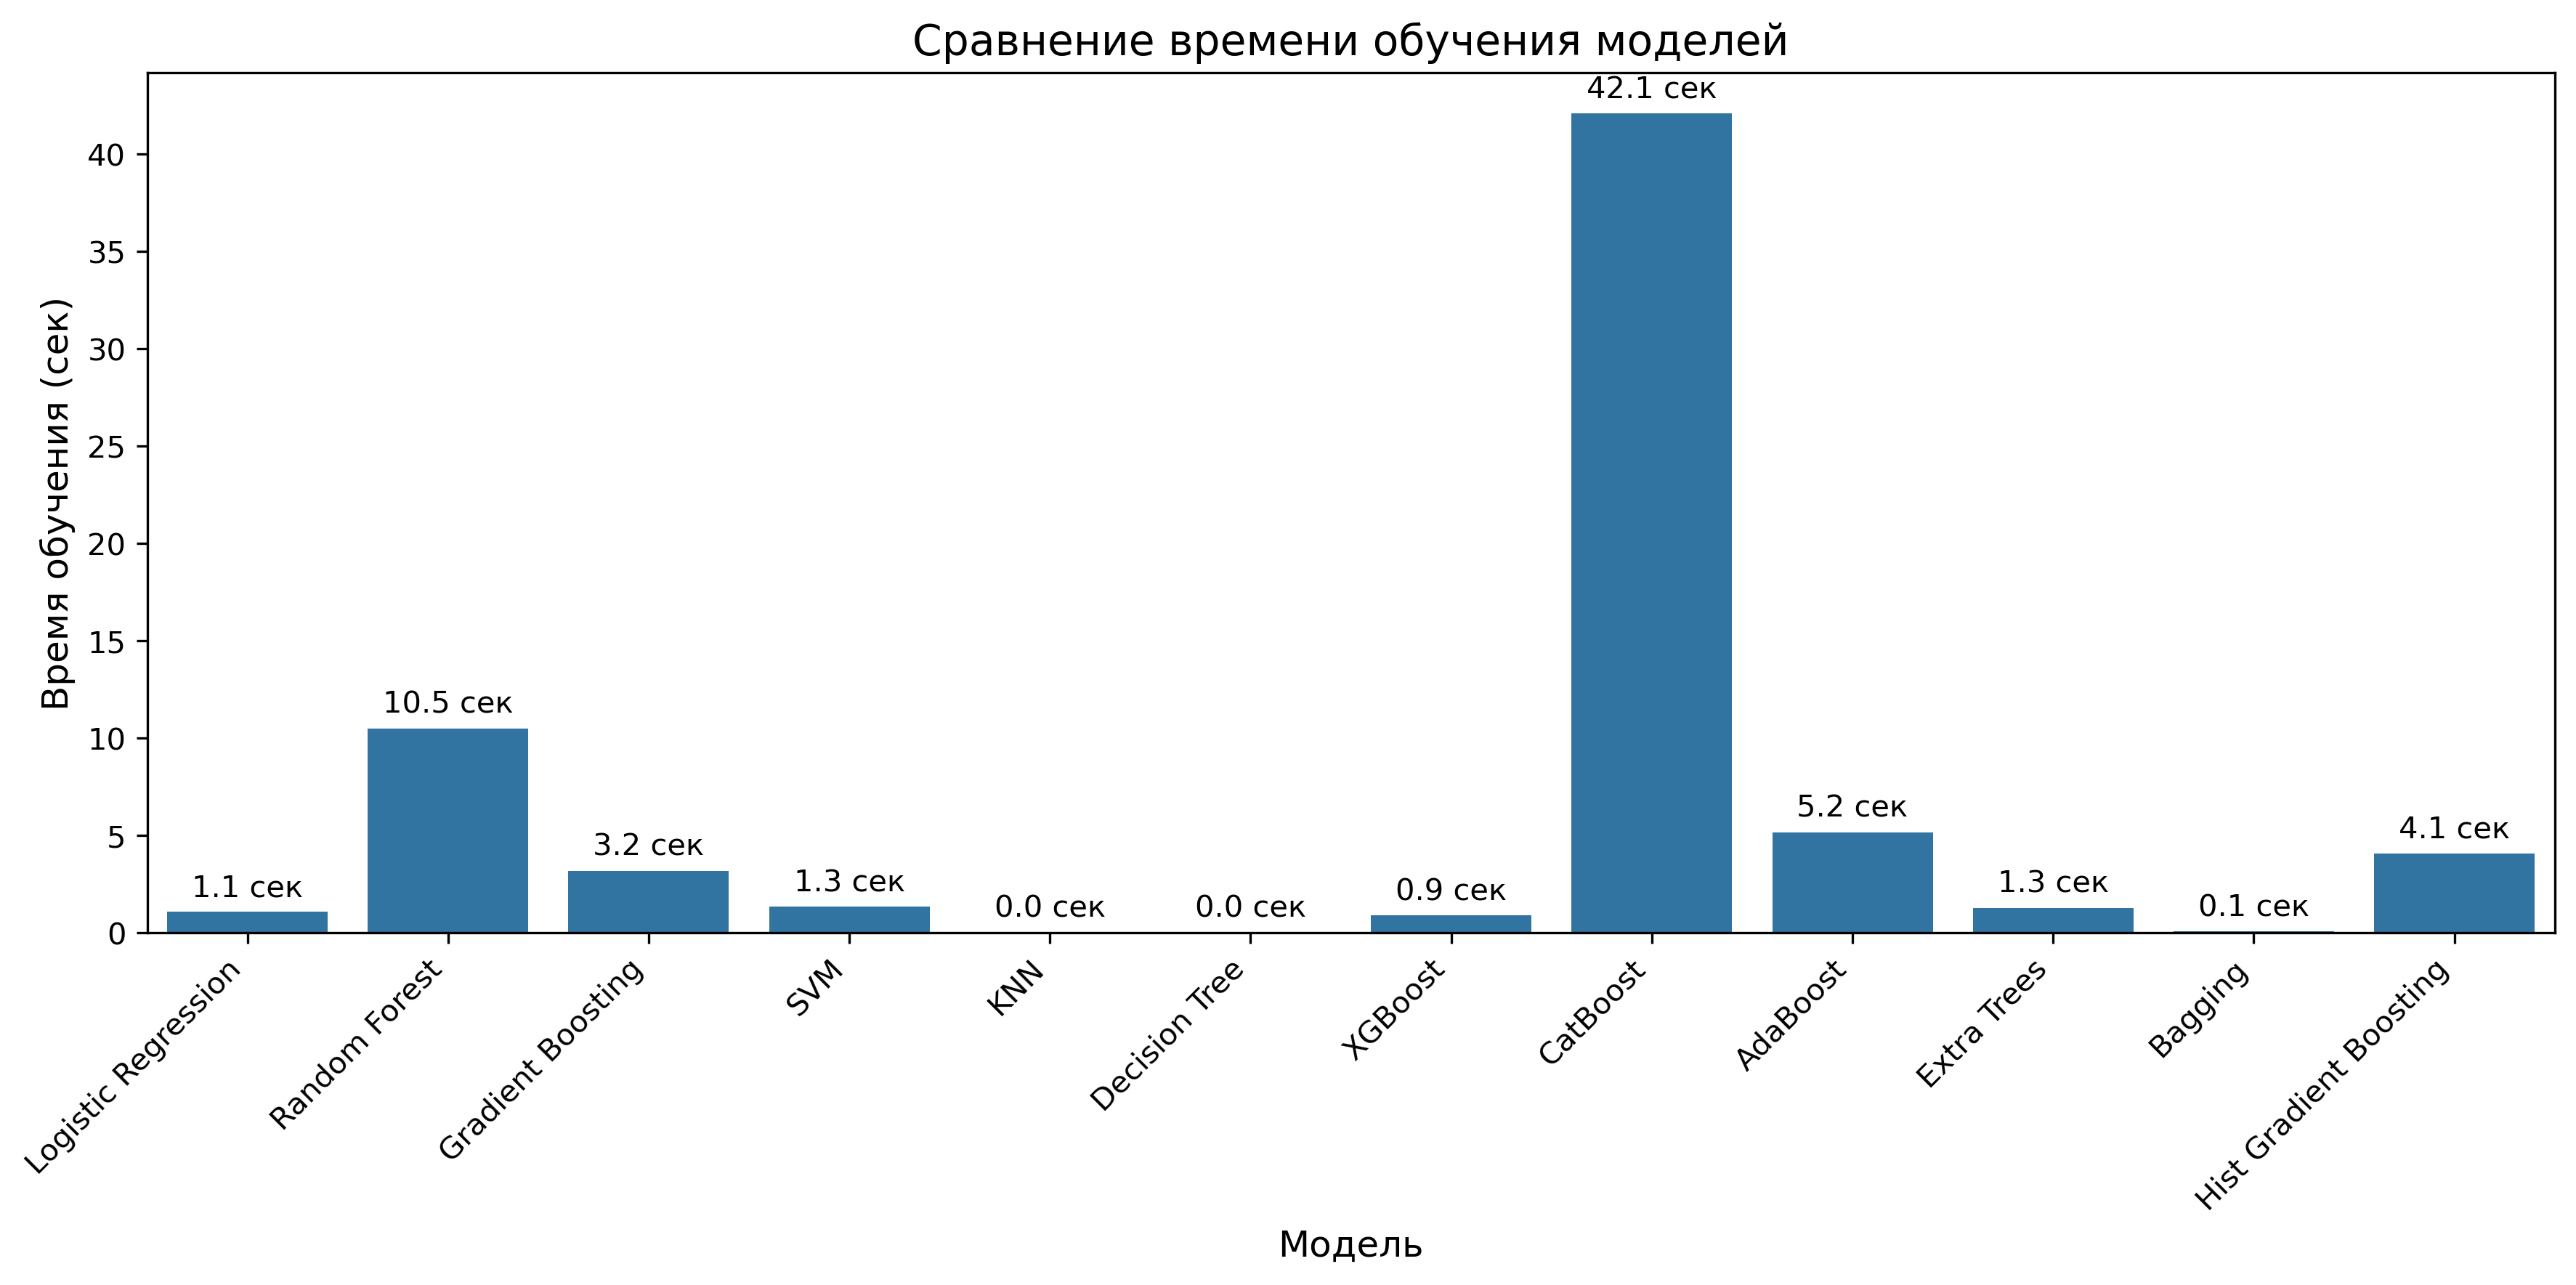 Сравнение времени обучения моделей
Время обучения (сек)
40
35
30
25
20
15
10
5
0
1.1 сек
10.5 сек
3.2 сек
1.3 сек
0.0 сек
0.0 сек
0.9 сек
42.1 сек
5.2 сек
1.3 сек
0.1 сек
4.1 сек
Logistic Regression
Random Forest
Gradient Boosting
SVM
KNN
Decision Tree
XGBoost
CatBoost
AdaBoost
Extra Trees
Bagging
Hist Gradient Boosting
Модель